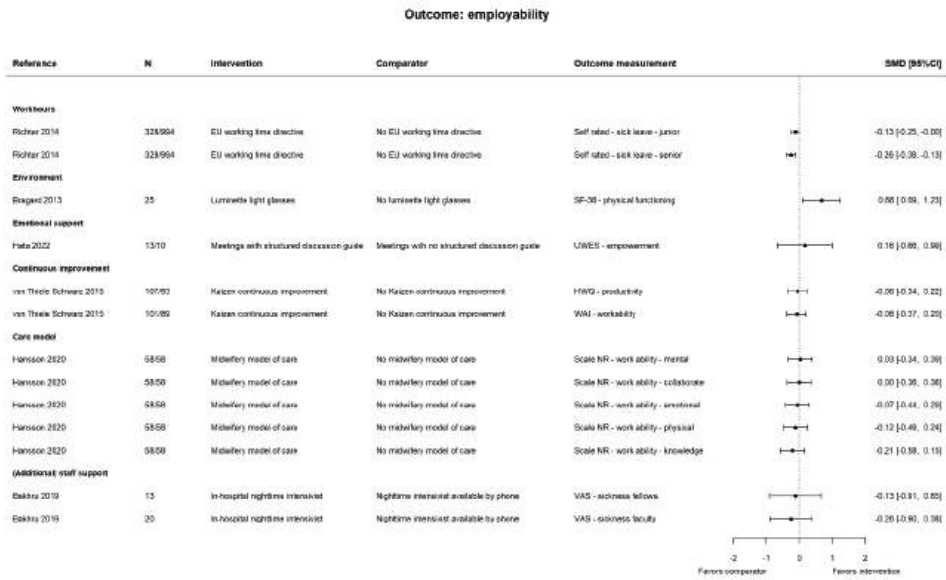 Outcome: employability
Reference N Intervention Comparator Outcome measurement SMD [95%CI]
Workhours
Richter 2014 328/994 EU working time directive No EU working time directive Self rated - sick leave - junior -0.13 [-0.25, -0.00]
Richter 2014 328/994 EU working time directive No EU working time directive Self rated - sick leave - senior -0.26 [-0.38, -0.13]
Environment
Bragard 2013 25 Luminette light glasses No luminette light glasses SF-36 - physical functioning 0.66 [ 0.09, 1.23]
Emotional support
Hata 2022 13/10 Meetings with structured discussion guide Meetings with no structured discussion guide UWES - empowerment 0.16 [-0.66, 0.99]
Continuous improvement
von Thiele Schwarz 2015 107/93 Kaizen continuous improvement No Kaizen continuous improvement HWQ - productivity -0.06 [-0.34, 0.22]
von Thiele Schwarz 2015 101/89 Kaizen continuous improvement No Kaizen continuous improvement WAI - workability -0.08 [-0.37, 0.20]
Care model
Hansson 2020 58/58 Midwifery model of care No midwifery model of care Scale NR - work ability - mental 0.03 [-0.34, 0.39]
Hansson 2020 58/58 Midwifery model of care No midwifery model of care Scale NR - work ability - collaborate 0.00 [-0.36, 0.36]
Hansson 2020 58/58 Midwifery model of care No midwifery model of care Scale NR - work ability - emotional -0.07 [-0.44, 0.29]
Hansson 2020 58/58 Midwifery model of care No midwifery model of care Scale NR - work ability - physical -0.12 [-0.49, 0.24]
Hansson 2020 58/58 Midwifery model of care No midwifery model of care Scale NR - work ability - knowledge -0.21 [-0.58, 0.15]
(Additional) staff support
Bakhru 2019 13 In-hospital nighttime intensivist Nighttime intensivist available by phone VAS - sickness fellows -0.13 [-0.91, 0.65]
Bakhru 2019 20 In-hospital nighttime intensivist Nighttime intensivist available by phone VAS - sickness faculty -0.26 [-0.90, 0.38]
-2 -1 0 1 2
Favors comparator Favors intervention